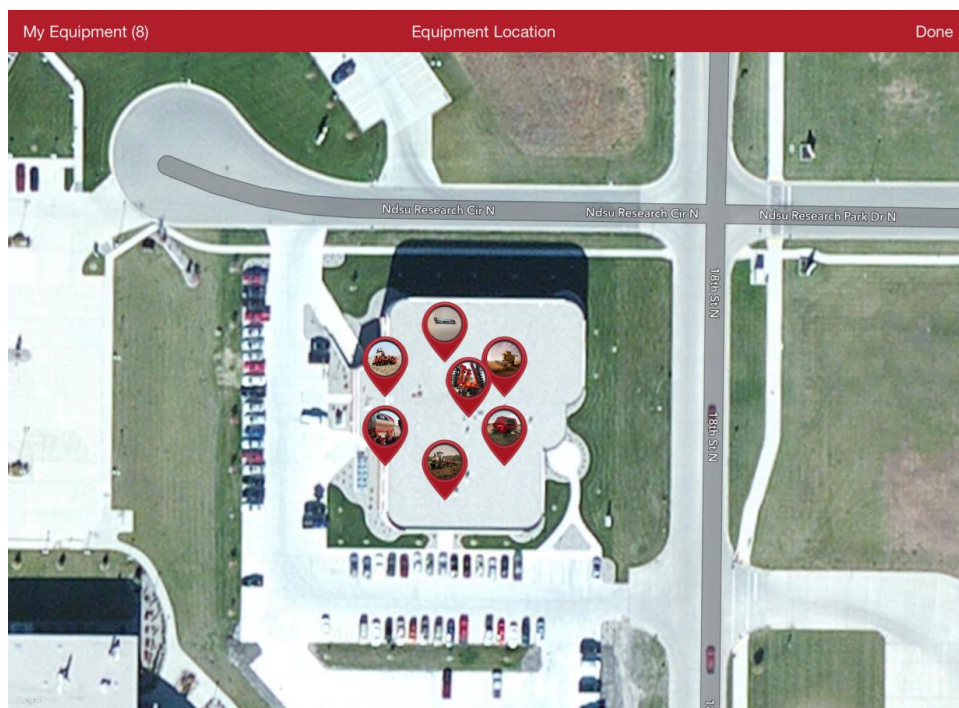 My Equipment (8)
Equipment Location
Done
Ndsu Research Cir N
Ndsu Research Cir N
Ndsu Research Park Dr N
18th St N
18th St N